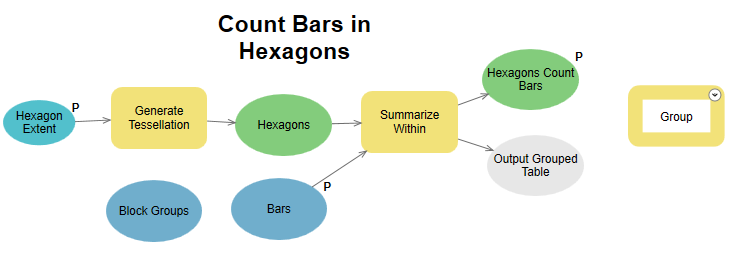 Count Bars in
Hexagons
P
Hexagon
Extent
Generate
Tessellation
Hexagons
Summarize
Within
P
Hexagons Count
Bars
Output Grouped
Table
Group
Block Groups
Bars
P